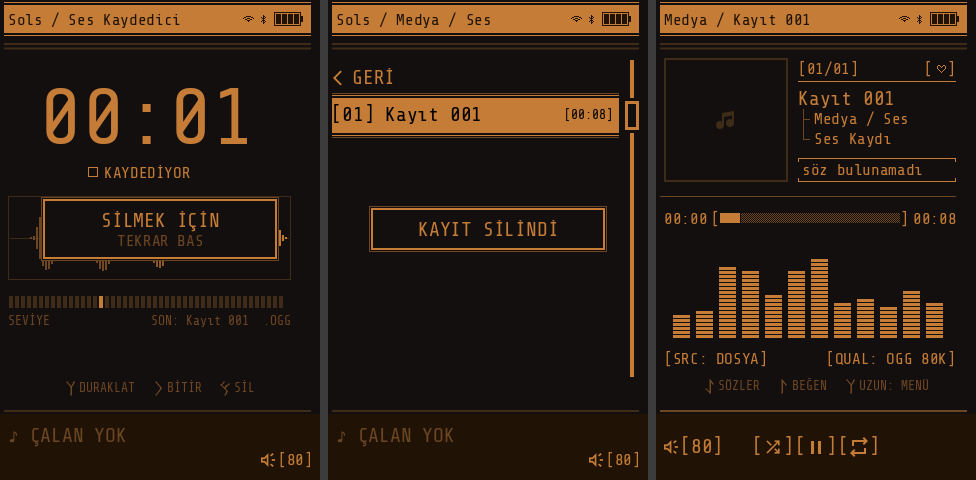 Sols / Ses Kaydedici
00:01
KAYDEDİYOR
SİLMEK İÇİN
TEKRAR BAS
SEVİYE SON: Kayıt 001 .OGG
DURAKLAT BİTİR SİL
♪ ÇALAN YOK
[80]
Sols / Medya / Ses
GERİ
[01] Kayıt 001 [00:08]
KAYIT SİLİNDİ
♪ ÇALAN YOK
[80]
Medya / Kayıt 001
[01/01] [♡]
Kayıt 001
Medya / Ses
Ses Kaydı
söz bulunamadı
00:00 [ ] 00:08
[SRC: DOSYA] [QUAL: OGG 80K]
SÖZLER BEĞEN UZUN: MENÜ
[80]